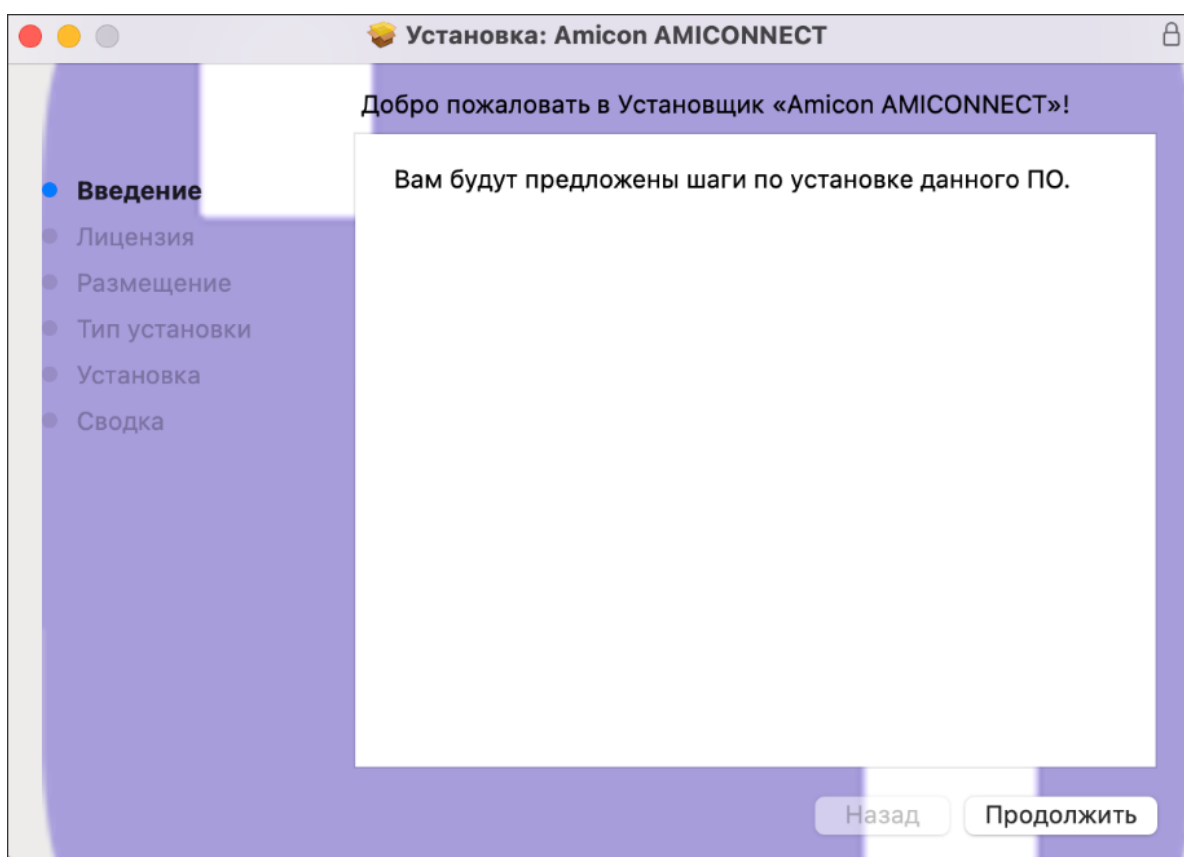 Установка: Amicon AMICONNECT
Добро пожаловать в Установщик «Amicon AMICONNECT»!
Введение
Лицензия
Размещение
Тип установки
Установка
Сводка
Вам будут предложены шаги по установке данного ПО.
Назад
Продолжить